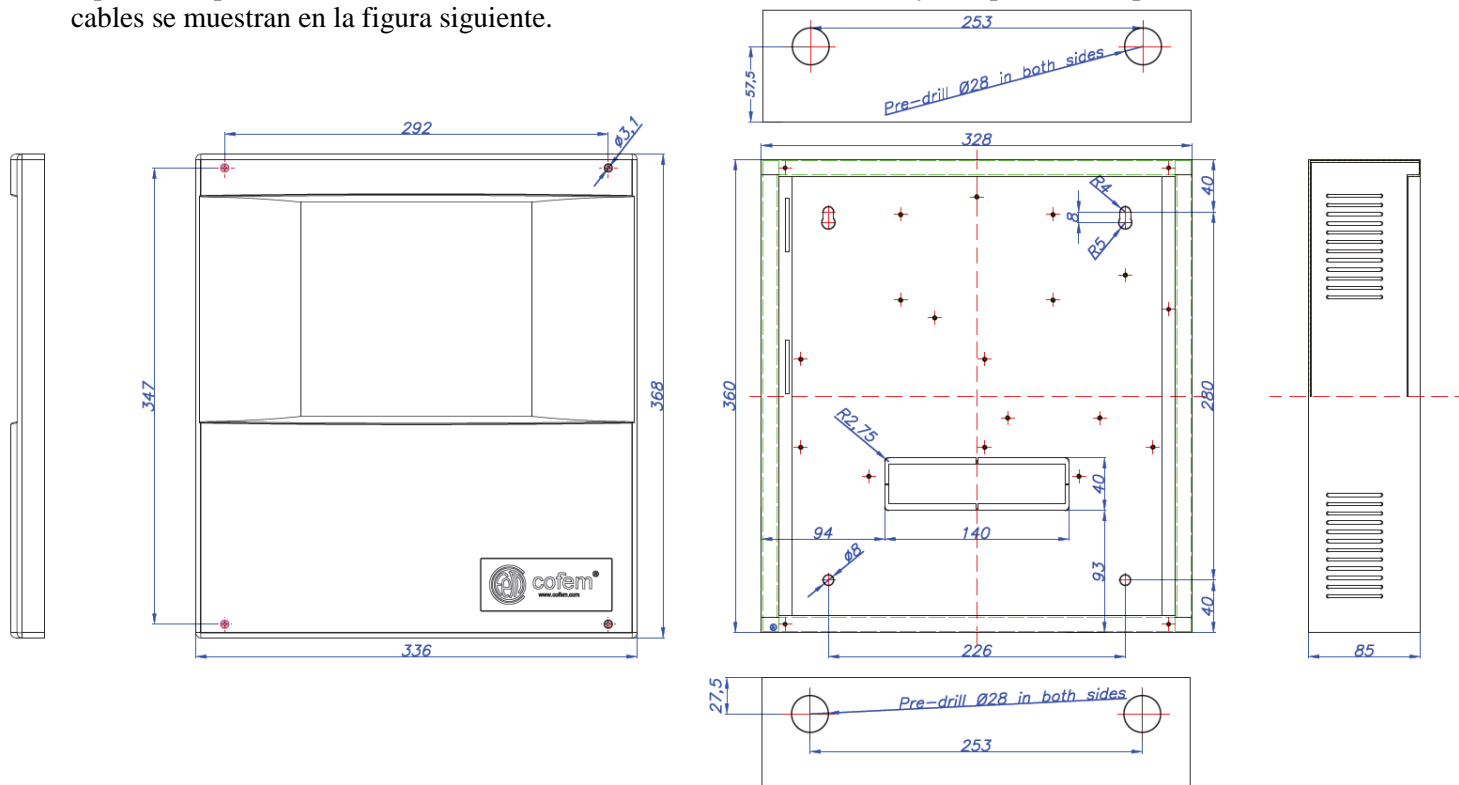 cables se muestran en la figura siguiente.
253
57,5
Pre-drill Ø28 in both sides
292
Ø3,1
347
368
cofem®
www.cofem.com
336
328
40
R4
8
R5
360
280
R2,75
40
94
140
Ø8
93
40
226
85
27,5
Pre-drill Ø28 in both sides
253